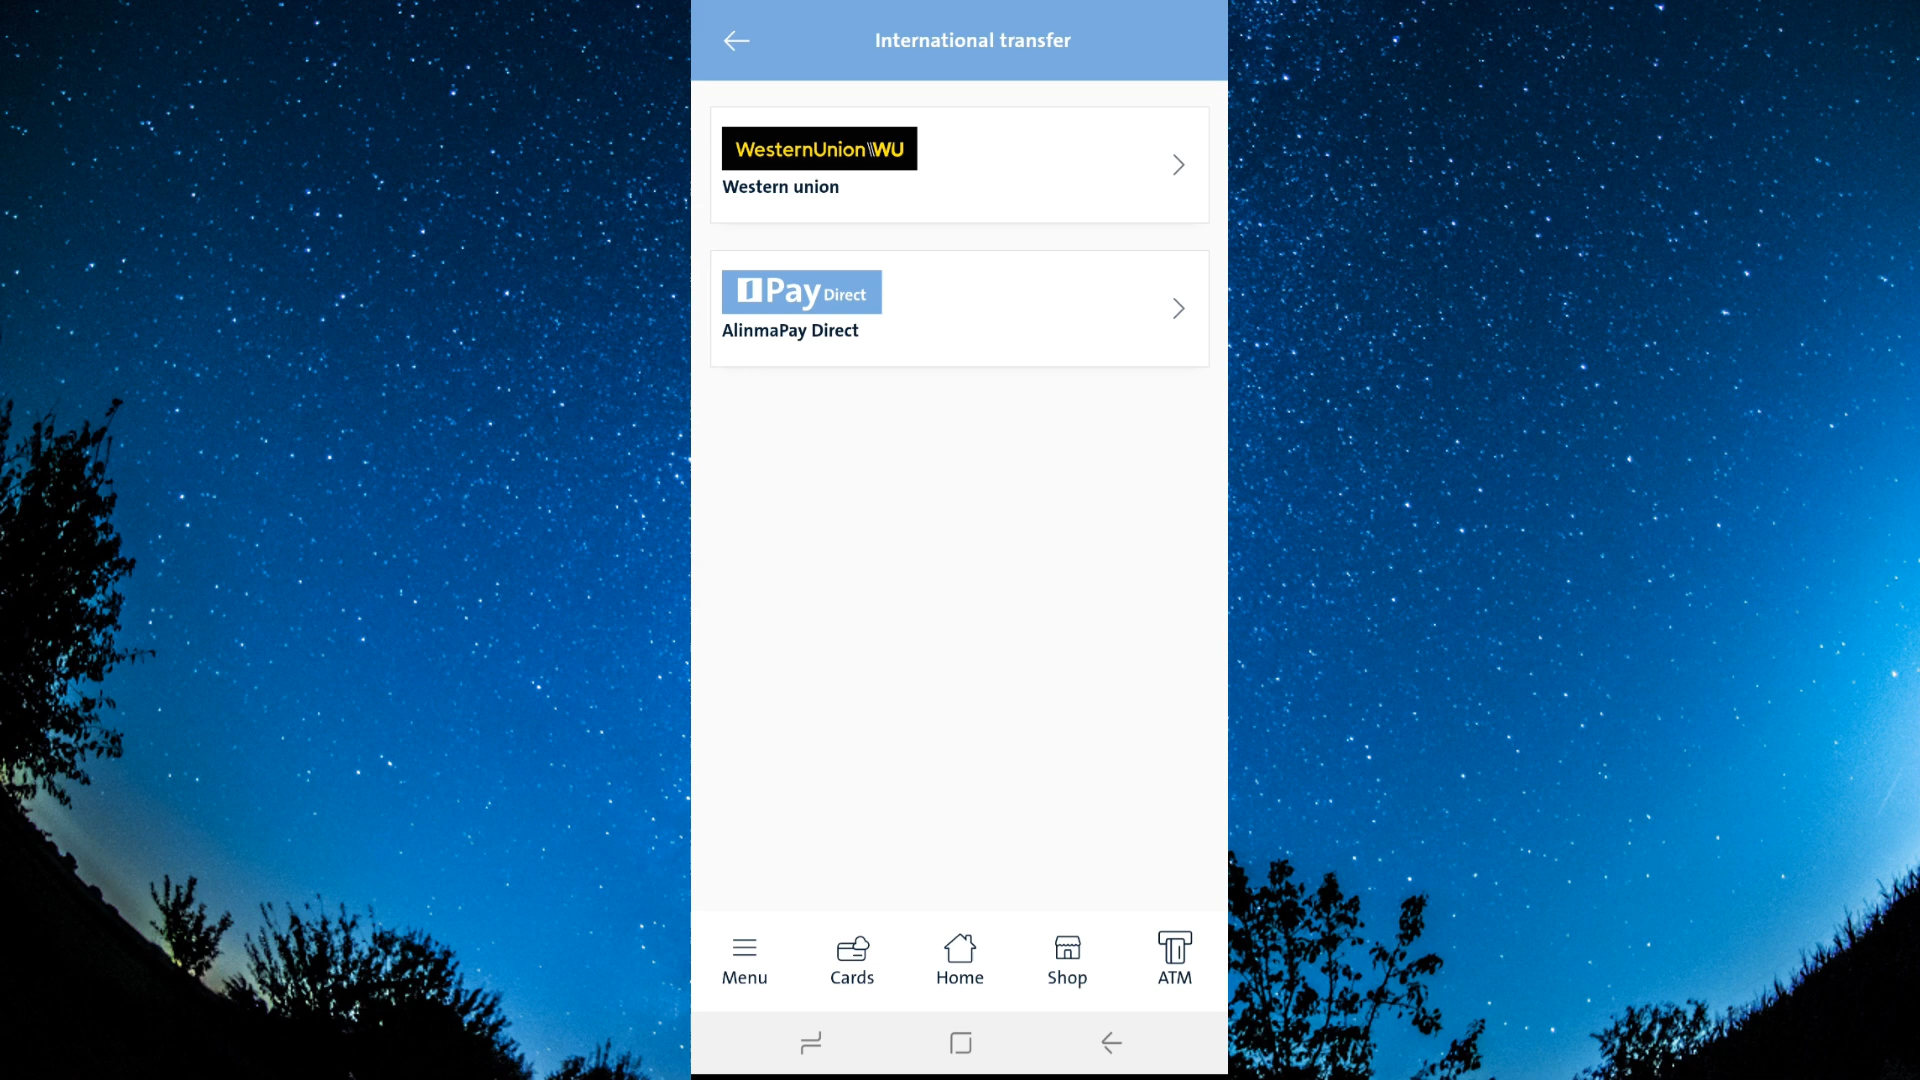 International transfer
WesternUnion WU
Western union
Pay Direct
AlinmaPay Direct
Menu Cards Home Shop ATM